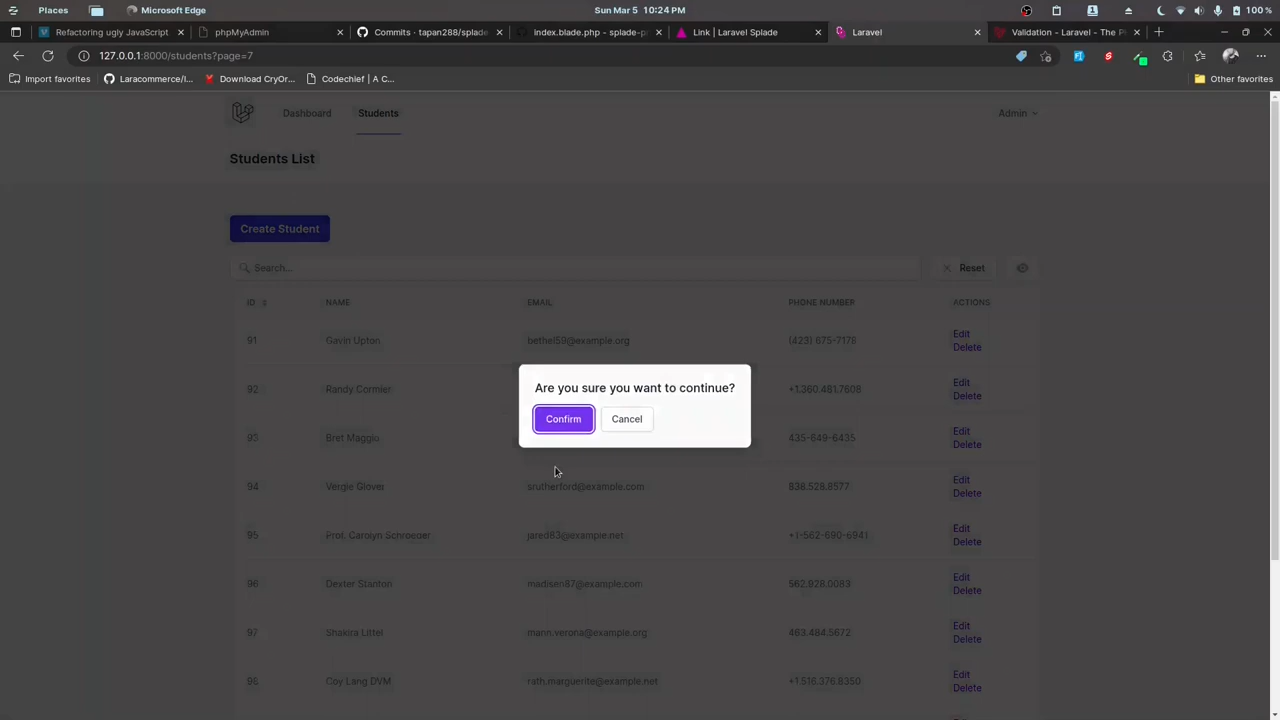 Places
Microsoft Edge
Sun Mar 5 10:24 PM
100 %
Refactoring ugly JavaScript
phpMyAdmin
Commits · tapan288/splade
index.blade.php - splade-p
Link | Laravel Splade
Laravel
Validation - Laravel - The P
127.0.0.1:8000/students?page=7
Import favorites
Laracommerce/l...
Download CryOr...
Codechief | A C...
Other favorites
Dashboard
Students
Admin
Students List
Create Student
Search...
Reset
ID NAME EMAIL PHONE NUMBER ACTIONS
91 Gavin Upton bethel59@example.org (423) 675-7178 Edit
Delete
92 Randy Cormier +1.360.481.7608 Edit
Delete
Are you sure you want to continue?
Confirm
Cancel
93 Bret Maggio 435-649-6435 Edit
Delete
94 Vergie Glover srutherford@example.com 838.528.8577 Edit
Delete
95 Prof. Carolyn Schroeder jared83@example.net +1-562-690-6941 Edit
Delete
96 Dexter Stanton madisen87@example.com 562.928.0083 Edit
Delete
97 Shakira Littel mann.verona@example.org 463.484.5672 Edit
Delete
98 Coy Lang DVM rath.marguerite@example.net +1.516.376.8350 Edit
Delete